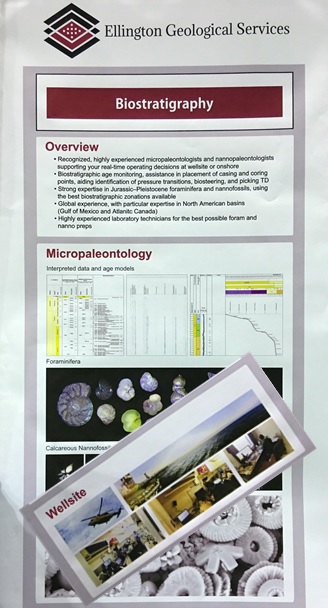 Ellington Geological Services
Biostratigraphy
Overview
• Recognized, highly experienced micropaleontologists and nannopaleontologists
supporting your real-time operating decisions at wellsite or onshore
• Biostratigraphic age monitoring, assistance in placement of casing and coring
points, aiding identification of pressure transitions, biosteering, and picking TD
• Strong expertise in Jurassic–Pleistocene foraminifera and nannofossils, using
the best biostratigraphic zonations available
• Global experience, with particular expertise in North American basins
(Gulf of Mexico and Atlantic Canada)
• Highly experienced laboratory technicians for the best possible foram and
nanno preps
Micropaleontology
Interpreted data and age models
Foraminifera
Calcareous
Wellsite